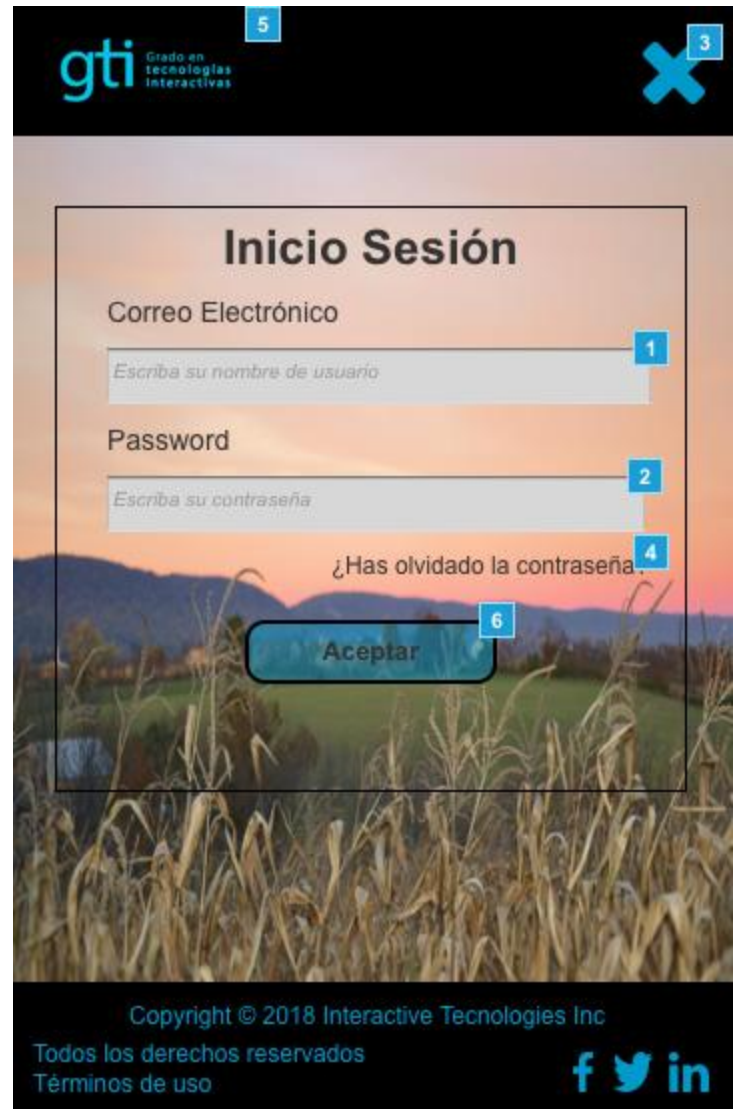 5
3
gti
Grado en
tecnologías
Interactivas
Inicio Sesión
Correo Electrónico
1
Escriba su nombre de usuario
Password
2
Escriba su contraseña
4
¿Has olvidado la contraseña?
6
Aceptar
Copyright © 2018 Interactive Tecnologies Inc
Todos los derechos reservados
Términos de uso
f in